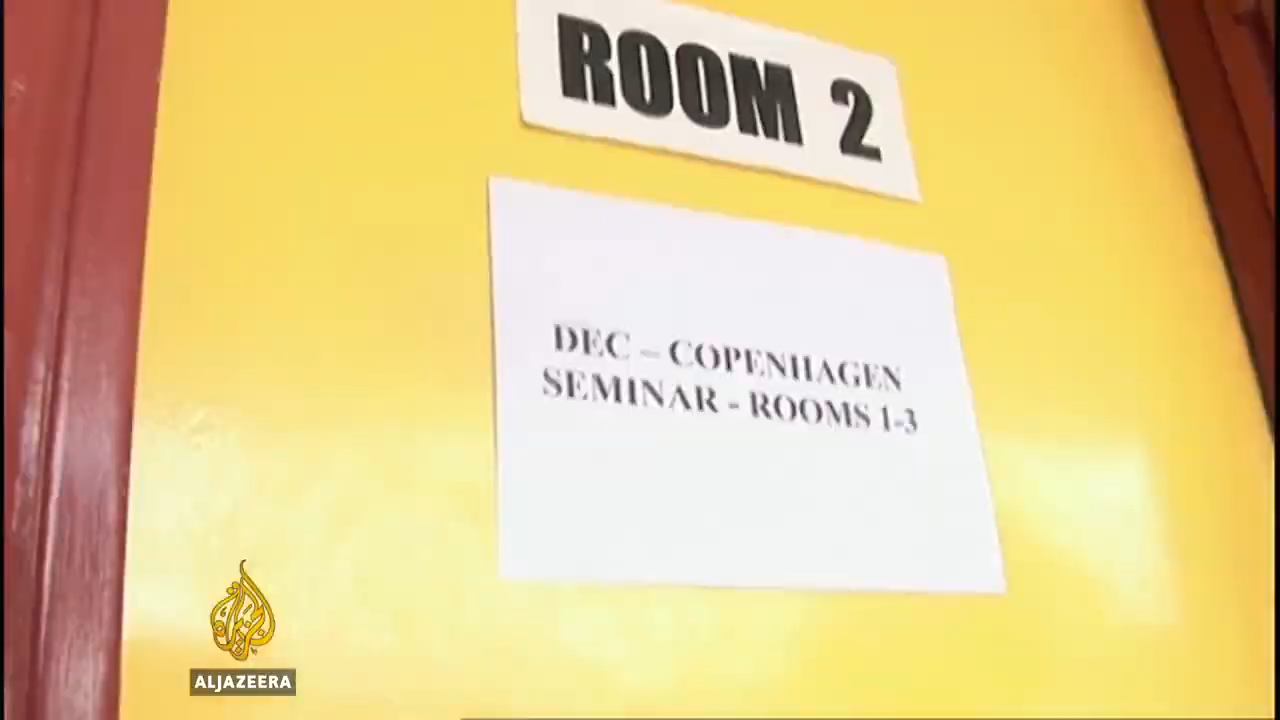 ROOM 2
DEC – COPENHAGEN
SEMINAR - ROOMS 1-3
ALJAZEERA